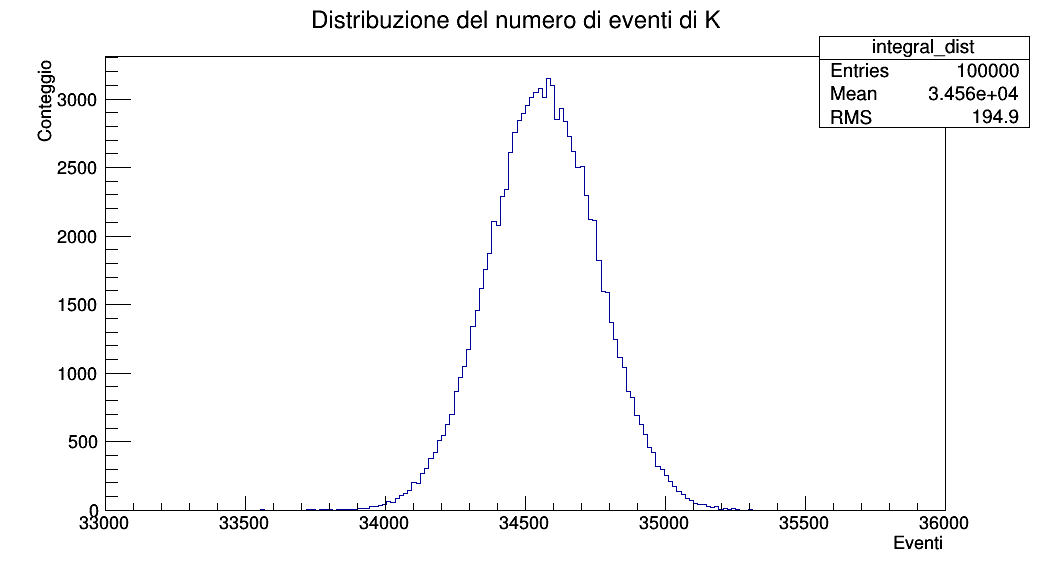 Distribuzione del numero di eventi di K
integral_dist
Entries 100000
Mean 3.456e+04
RMS 194.9
Conteggio
3000
2500
2000
1500
1000
500
0
33000 33500 34000 34500 35000 35500 36000
Eventi